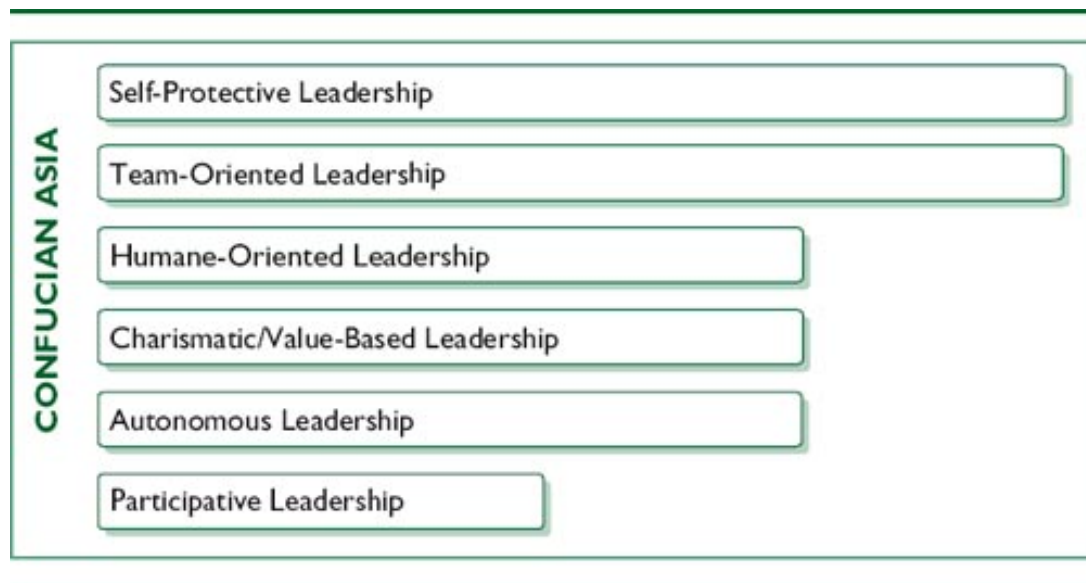 CONFUCIAN ASIA
Self-Protective Leadership
Team-Oriented Leadership
Humane-Oriented Leadership
Charismatic/Value-Based Leadership
Autonomous Leadership
Participative Leadership